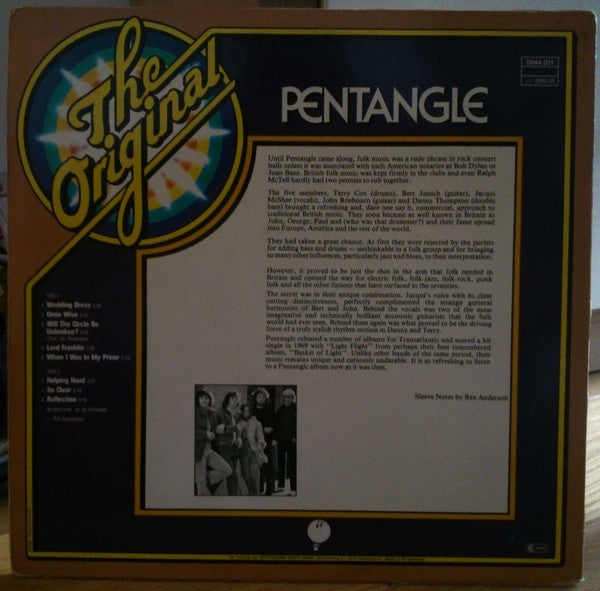 The
Original
PENTANGLE
0044.011
Until Pentangle came along, folk music was a rude phrase in rock concert
halls unless it was associated with such American notaries as Bob Dylan or
Joan Baez. British folk music was kept firmly in the clubs and even Ralph
McTell hardly had two pennies to rub together.
The five members, Terry Cox (drums), Bert Jansch (guitar), Jacqui
McShee (vocals), John Renbourn (guitar) and Danny Thompson (double
bass) brought a refreshing and, dare one say it, commercial, approach to
traditional British music. They soon became as well known in Britain as
John, George, Paul and (who was that drummer?) and their fame spread
into Europe, America and the rest of the world.
They had taken a great chance. At first they were rejected by the purists
for adding bass and drums — unthinkable in a folk group and for bringing
so many other influences, particularly jazz and blues, to their interpretation.
However, it proved to be just the shot in the arm that folk needed in
Britain and opened the way for electric folk, folk-jazz, folk-rock, punk
folk and all the other fusions that have surfaced in the seventies.
The secret was in their unique combination. Jacqui's voice with its clear
cutting distinctiveness, perfectly complimented the strange guitoral
harmonies of Bert and John. Behind the vocals was two of the most
imaginative and technically brilliant accoustic guitarists that the folk
world had ever seen. Behind them again was what proved to be the driving
force of a truly stylish rhythm section in Danny and Terry.
Pentangle released a number of albums for Transatlantic and scored a hit
single in 1969 with "Light Flight" from perhaps their best remembered
album, "Basket of Light". Unlike other bands of the same period, their
music remains unique and curiously undatable. It is as refreshing to listen
to a Pentangle album now as it was then.
Sleeve Notes by Rex Anderson
SIDE 1
Wedding Dress
Omie Wise
Will The Circle Be
Unbroken?
Lord Franklin
When I Was In My Prime
SIDE 2
Helping Hand
So Clear
Reflection